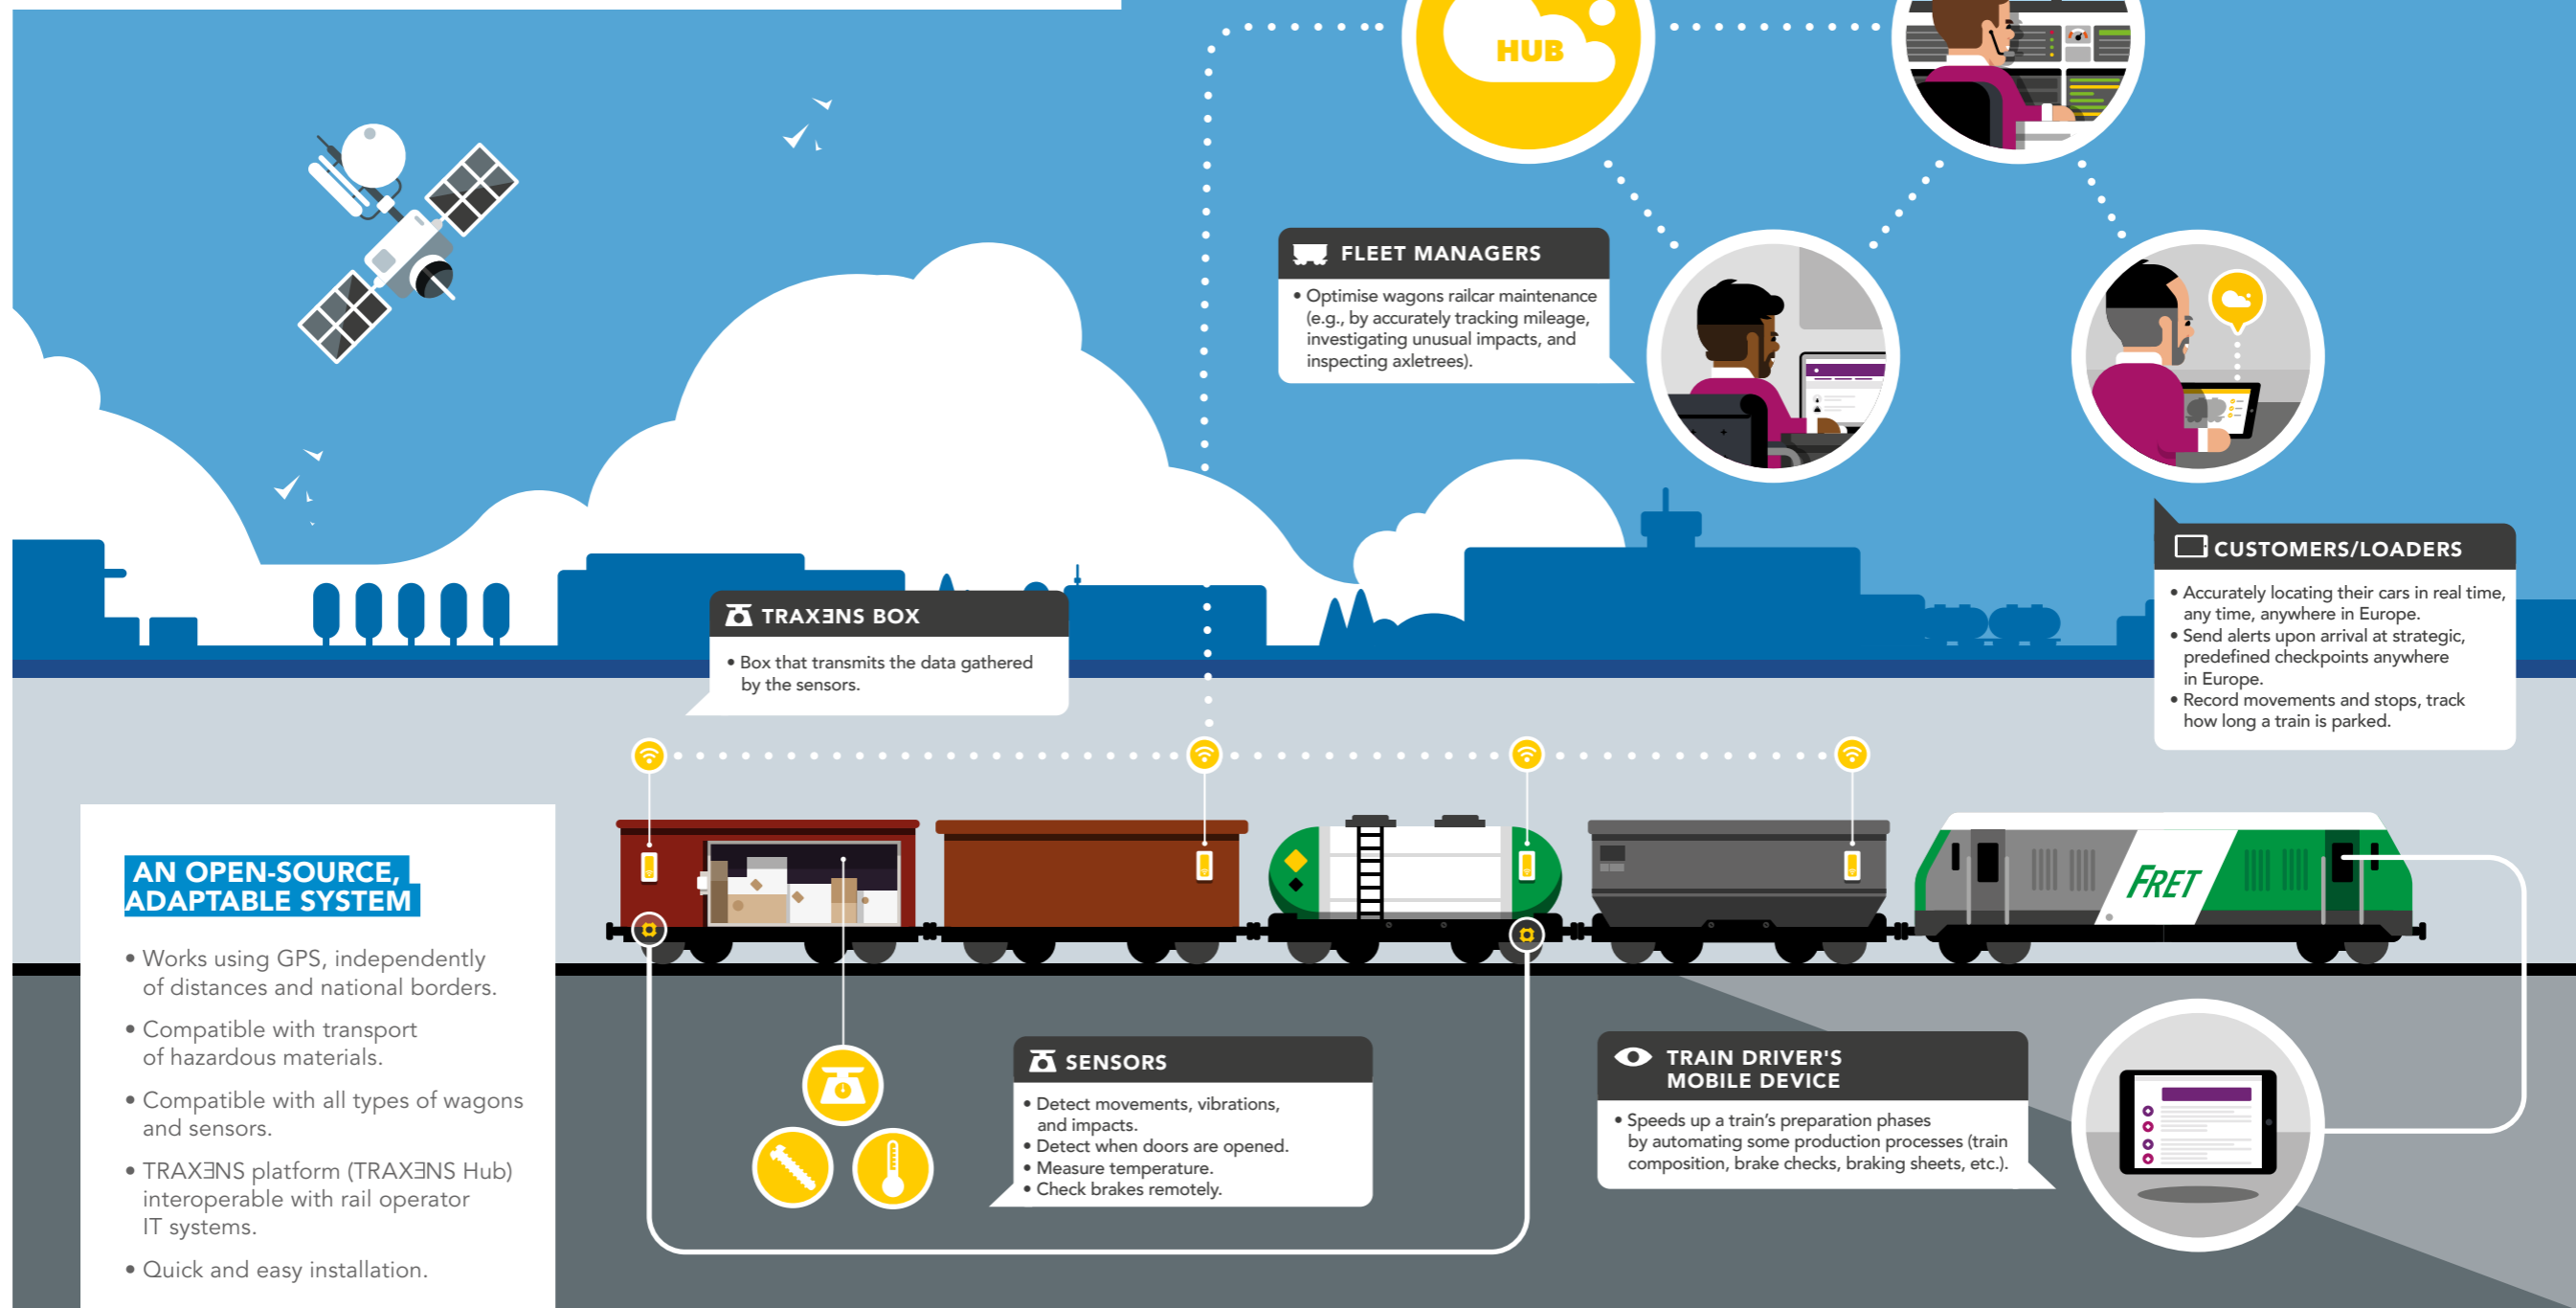 HUB
FLEET MANAGERS
• Optimise wagons railcar maintenance
(e.g., by accurately tracking mileage,
investigating unusual impacts, and
inspecting axletrees).
CUSTOMERS/LOADERS
• Accurately locating their cars in real time,
any time, anywhere in Europe.
• Send alerts upon arrival at strategic,
predefined checkpoints anywhere
in Europe.
• Record movements and stops, track
how long a train is parked.
TRAXƎNS BOX
• Box that transmits the data gathered
by the sensors.
FRET
AN OPEN-SOURCE,
ADAPTABLE SYSTEM
• Works using GPS, independently
of distances and national borders.
• Compatible with transport
of hazardous materials.
• Compatible with all types of wagons
and sensors.
• TRAXƎNS platform (TRAXƎNS Hub)
interoperable with rail operator
IT systems.
• Quick and easy installation.
SENSORS
• Detect movements, vibrations,
and impacts.
• Detect when doors are opened.
• Measure temperature.
• Check brakes remotely.
TRAIN DRIVER'S
MOBILE DEVICE
• Speeds up a train’s preparation phases
by automating some production processes (train
composition, brake checks, braking sheets, etc.).